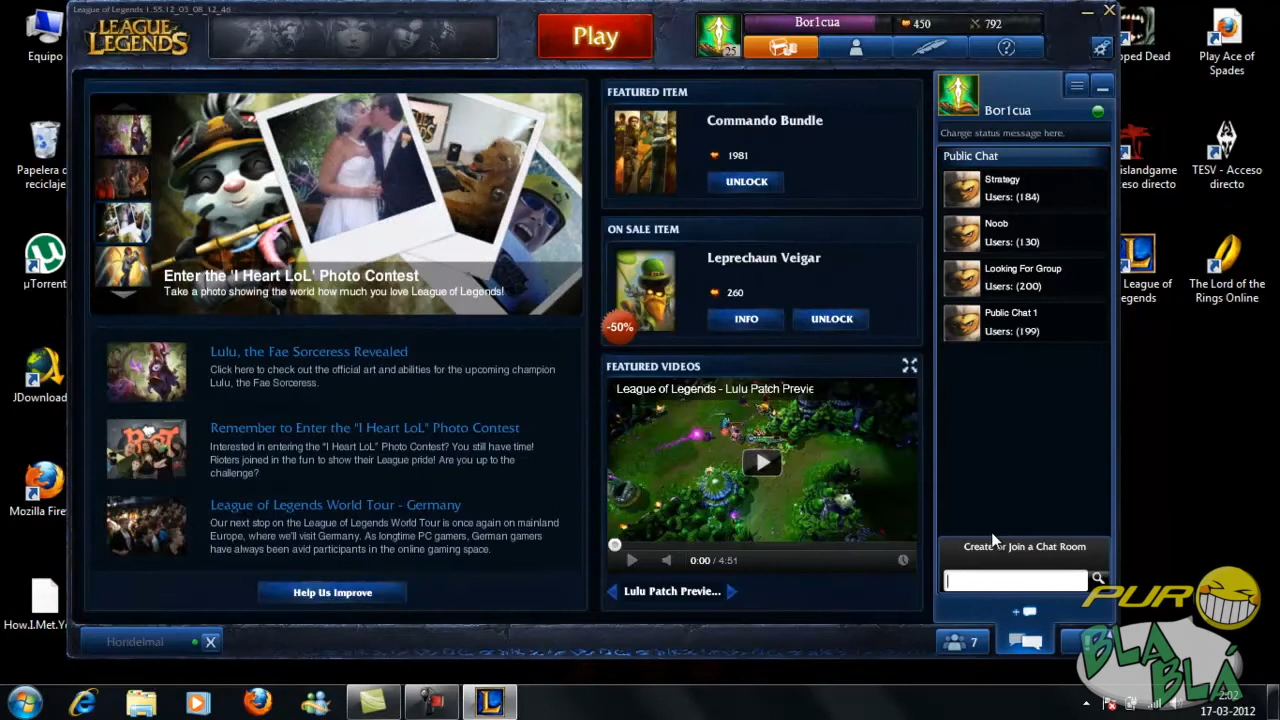 League of Legends 1.55.12_03_08_12_46
LEAGUE OF LEGENDS
Play
25
Bor1cua
450
792
Equipo
Papelera de
reciclaje
µTorrent
JDownload
Mozilla Fire
How.I.Met.Yo
Enter the 'I Heart LoL' Photo Contest
Take a photo showing the world how much you love League of Legends!
Lulu, the Fae Sorceress Revealed
Click here to check out the official art and abilities for the upcoming champion
Lulu, the Fae Sorceress.
Remember to Enter the "I Heart LoL" Photo Contest
Interested in entering the "I Heart LoL" Photo Contest? You still have time!
Rioters joined in the fun to show their League pride! Are you up to the
challenge?
League of Legends World Tour - Germany
Our next stop on the League of Legends World Tour is once again on mainland
Europe, where we'll visit Germany. As longtime PC gamers, German gamers
have always been avid participants in the online gaming space.
Help Us Improve
FEATURED ITEM
Commando Bundle
1981
UNLOCK
ON SALE ITEM
Leprechaun Veigar
260
-50%
INFO
UNLOCK
FEATURED VIDEOS
League of Legends - Lulu Patch Previe
0:00 / 4:51
Lulu Patch Previe...
Bor1cua
Change status message here.
Public Chat
Strategy
Users: (184)
Noob
Users: (130)
Looking For Group
Users: (200)
Public Chat 1
Users: (199)
Create or Join a Chat Room
7
Horidelmal
X
pped Dead
Play Ace of
Spades
islandgame
eso directo
TESV - Acceso
directo
League of
egends
The Lord of the
Rings Online
PUR
BLA
BLÁ
2:02
17-03-2012